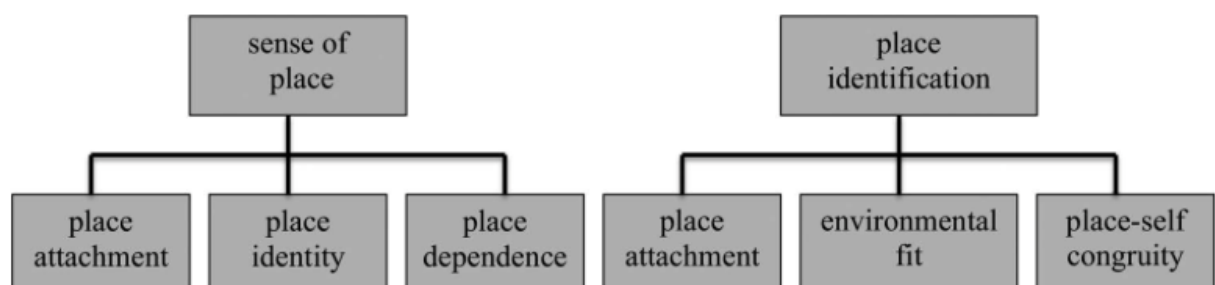 sense of
place
place
identification
place
attachment
place
identity
place
dependence
place
attachment
environmental
fit
place-self
congruity